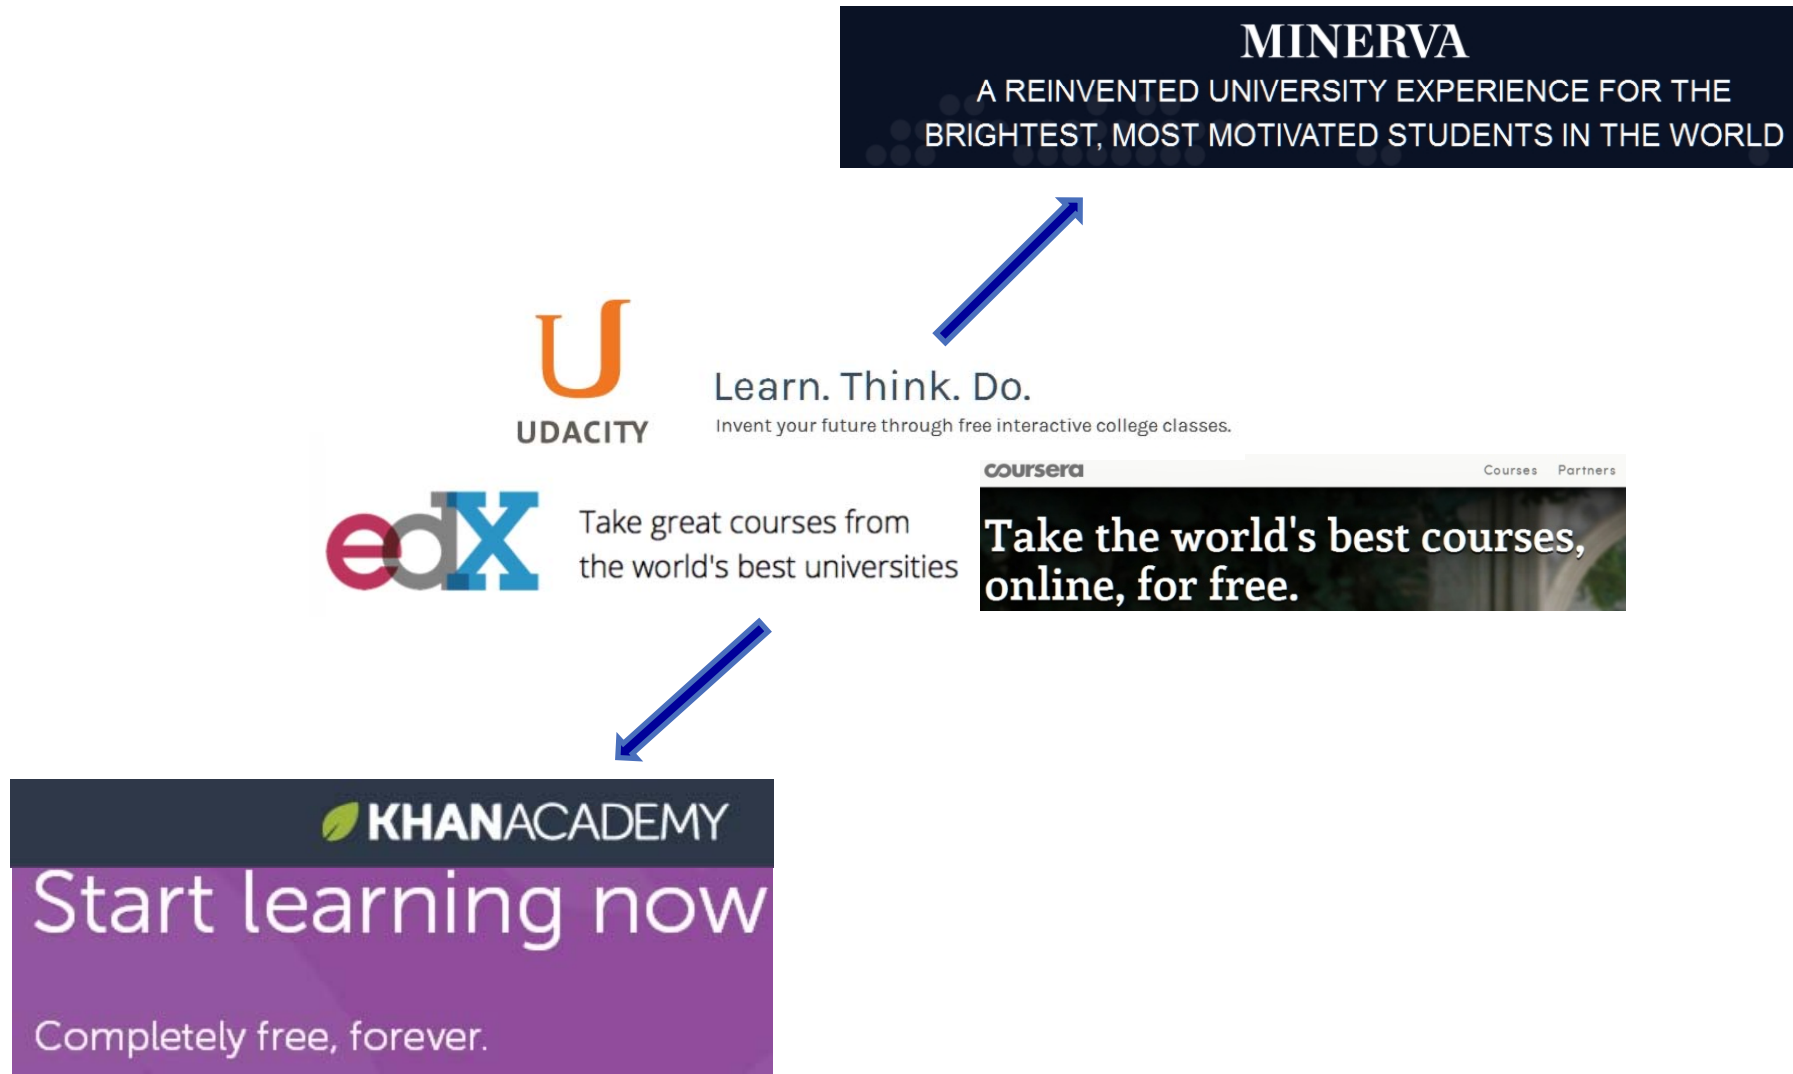 MINERVA
A REINVENTED UNIVERSITY EXPERIENCE FOR THE
BRIGHTEST, MOST MOTIVATED STUDENTS IN THE WORLD
U
UDACITY
Learn. Think. Do.
Invent your future through free interactive college classes.
edX
Take great courses from
the world's best universities
coursera
Courses Partners
Take the world's best courses,
online, for free.
KHANACADEMY
Start learning now
Completely free, forever.